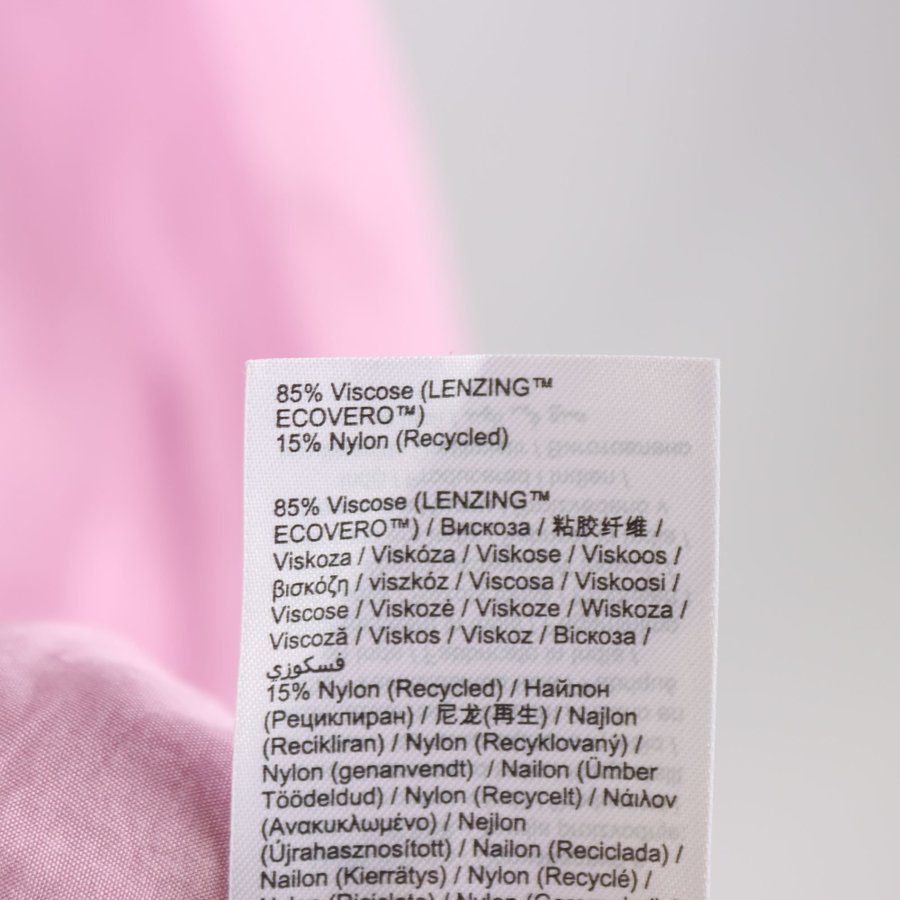 85% Viscose (LENZING™
ECOVERO™)
15% Nylon (Recycled)
85% Viscose (LENZING™
ECOVERO™) / Вискоза / 粘胶纤维 /
Viskoza / Viskóza / Viskose / Viskoos /
βισκόζη / viszkóz / Viscosa / Viskoosi /
Viscose / Viskozė / Viskoze / Wiskoza /
Viscoză / Viskos / Viskoz / Віскоза /
فسكوزي
15% Nylon (Recycled) / Найлон
(Рециклиран) / 尼龙(再生) / Najlon
(Recikliran) / Nylon (Recyklovaný) /
Nylon (genanvendt) / Nailon (Ümber
Töödeldud) / Nylon (Recycelt) / Νάιλον
(Ανακυκλωμένο) / Nejlon
(Újrahasznosított) / Nailon (Reciclada) /
Nailon (Kierrätys) / Nylon (Recyclé) /